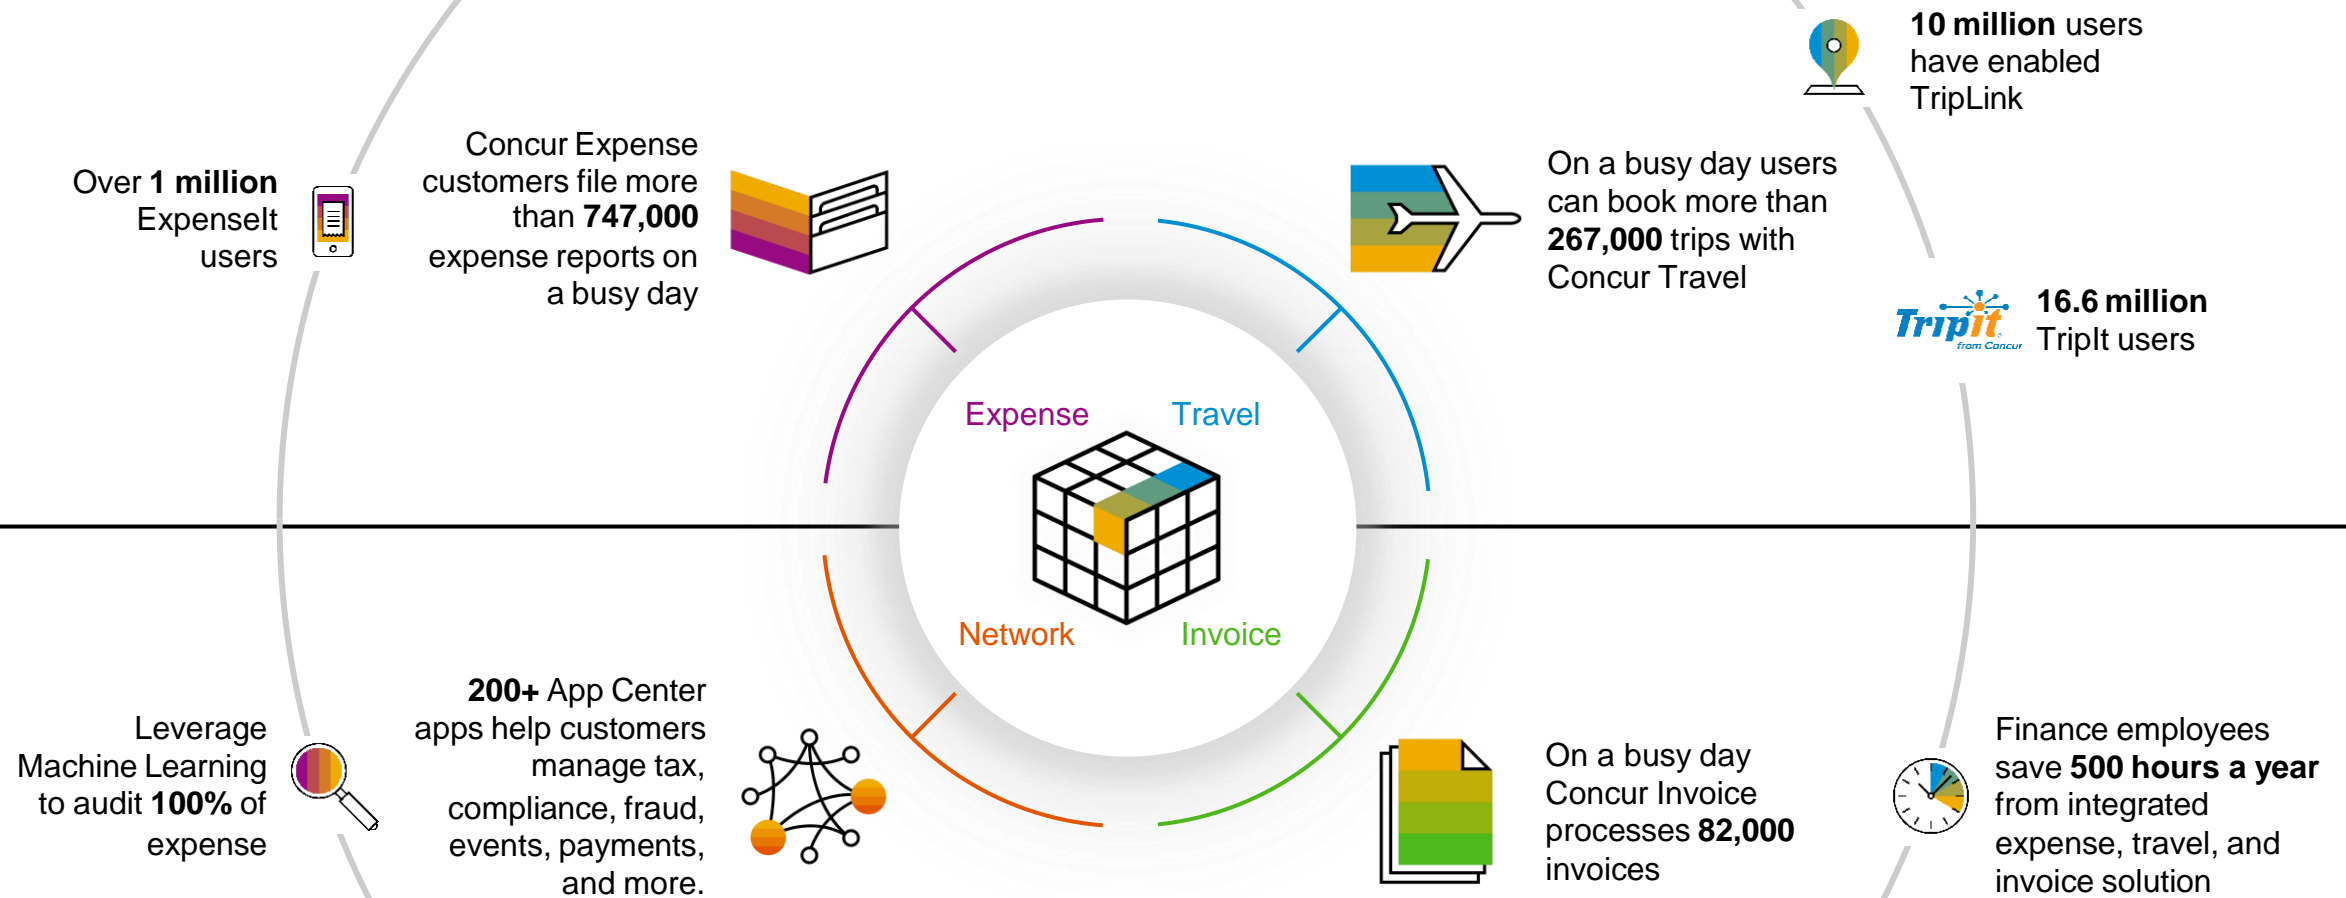 10 million users
have enabled
TripLink
Over 1 million
ExpenseIt
users
Concur Expense
customers file more
than 747,000
expense reports on
a busy day
On a busy day users
can book more than
267,000 trips with
Concur Travel
TripIt
from Concur
16.6 million
TripIt users
Expense
Travel
Network
Invoice
Leverage
Machine Learning
to audit 100% of
expense
200+ App Center
apps help customers
manage tax,
compliance, fraud,
events, payments,
and more.
On a busy day
Concur Invoice
processes 82,000
invoices
Finance employees
save 500 hours a year
from integrated
expense, travel, and
invoice solution